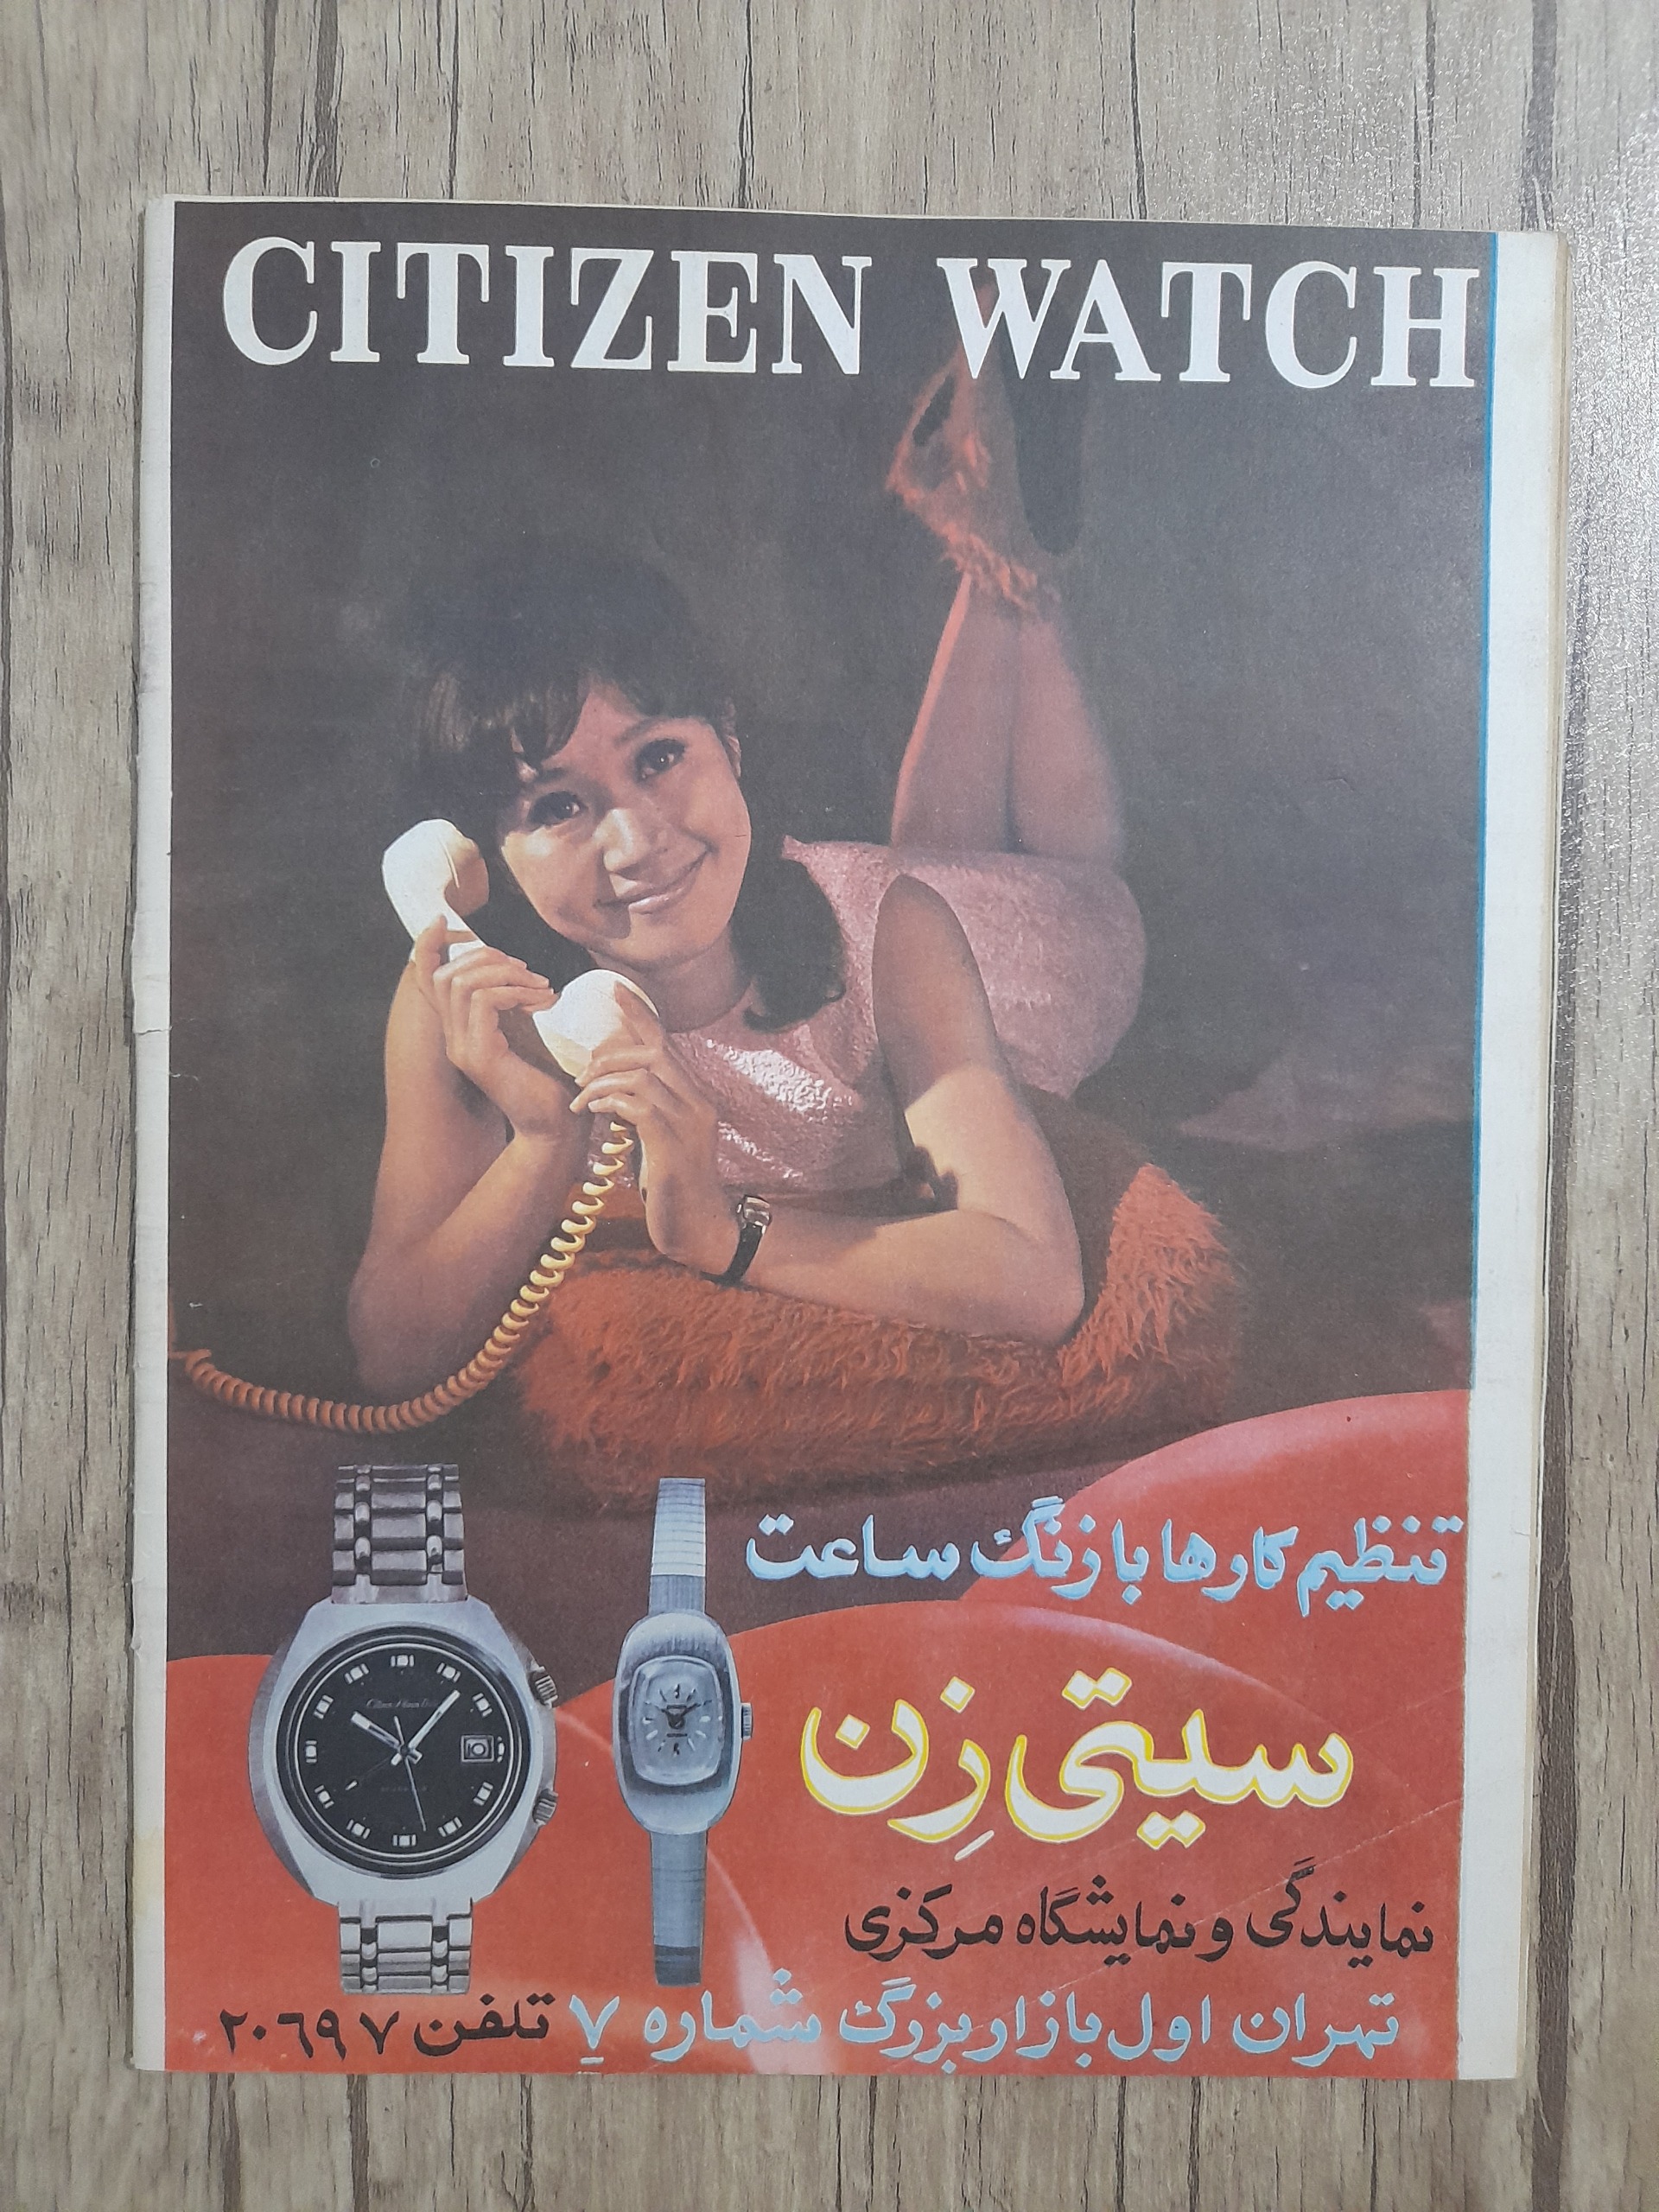 CITIZEN WATCH
تنظیم کارها با زنگ ساعت
سیتی زِن
نمایندگی و نمایشگاه مرکزی
تهران اول بازار بزرگ شماره ۷ تلفن ۲۰۶۹۷